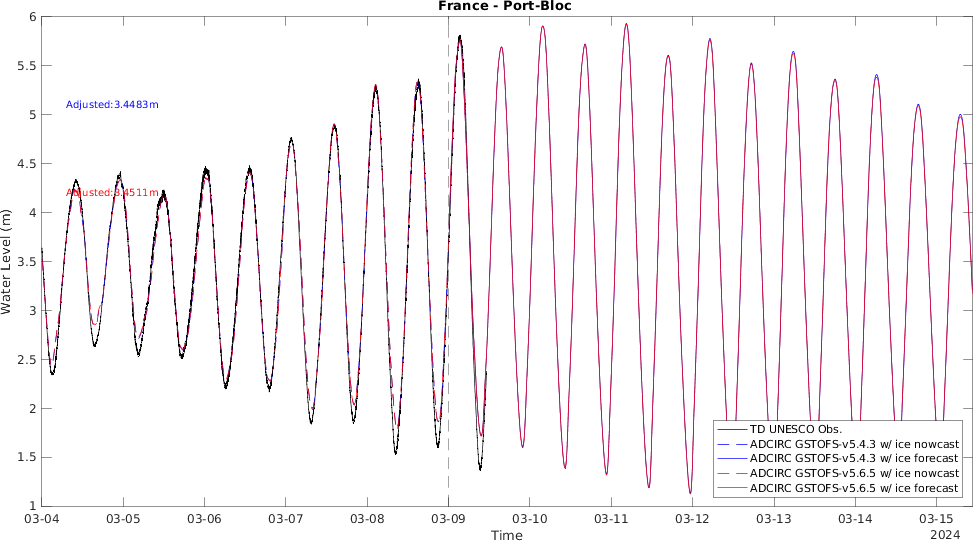 France - Port-Bloc
6
5.5
5
4.5
4
3.5
3
2.5
2
1.5
1
Water Level (m)
Adjusted:3.4483m
Adjusted:3.4511m
TD UNESCO Obs.
ADCIRC GSTOFS-v5.4.3 w/ ice nowcast
ADCIRC GSTOFS-v5.4.3 w/ ice forecast
ADCIRC GSTOFS-v5.6.5 w/ ice nowcast
ADCIRC GSTOFS-v5.6.5 w/ ice forecast
03-04 03-05 03-06 03-07 03-08 03-09 03-10 03-11 03-12 03-13 03-14 03-15
Time
2024